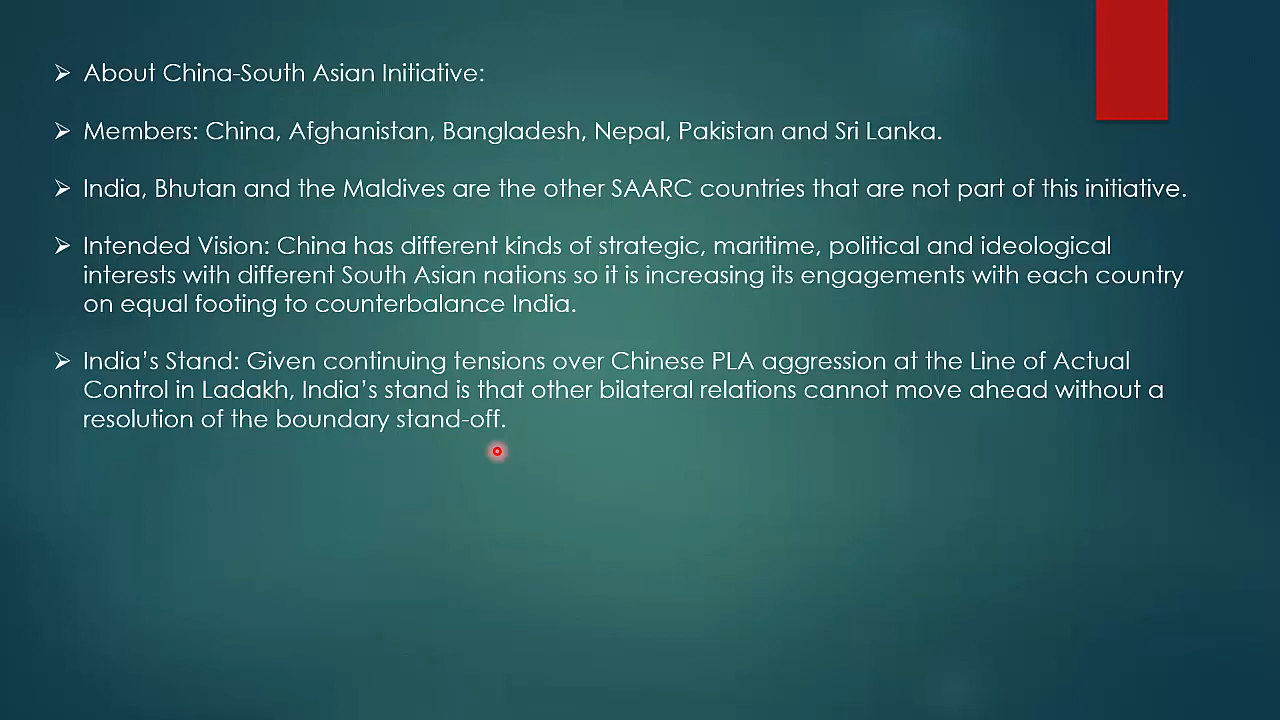 About China-South Asian Initiative:
Members: China, Afghanistan, Bangladesh, Nepal, Pakistan and Sri Lanka.
India, Bhutan and the Maldives are the other SAARC countries that are not part of this initiative.
Intended Vision: China has different kinds of strategic, maritime, political and ideological
interests with different South Asian nations so it is increasing its engagements with each country
on equal footing to counterbalance India.
India’s Stand: Given continuing tensions over Chinese PLA aggression at the Line of Actual
Control in Ladakh, India’s stand is that other bilateral relations cannot move ahead without a
resolution of the boundary stand-off.